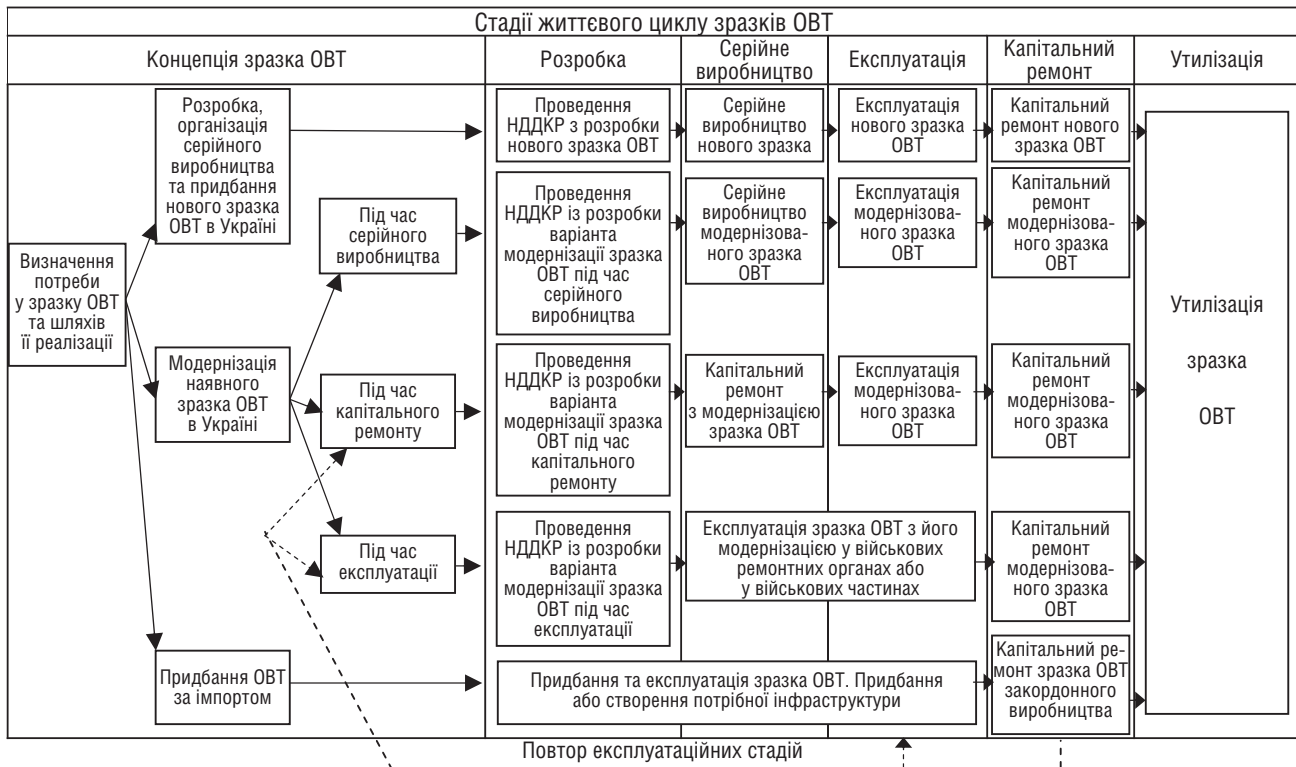 Стадії життєвого циклу зразків ОВТ
Концепція зразка ОВТ
Розробка
Серійне
виробництво
Експлуатація
Капітальний
ремонт
Утилізація
Визначення
потреби
у зразку ОВТ
та шляхів
її реалізації
Розробка,
організація
серійного
виробництва
та придбання
нового зразка
ОВТ в Україні
Проведення
НДДКР з розробки
нового зразка ОВТ
Серійне
виробництво
нового зразка
Експлуатація
нового зразка
ОВТ
Капітальний
ремонт нового
зразка ОВТ
Під час
серійного
виробництва
Проведення
НДДКР із розробки
варіанта
модернізації зразка
ОВТ під час
серійного
виробництва
Серійне
виробництво
модернізова-
ного зразка
ОВТ
Експлуатація
модернізова-
ного зразка
ОВТ
Капітальний
ремонт
модернізова-
ного зразка
ОВТ
Модернізація
наявного
зразка ОВТ
в Україні
Під час
капітального
ремонту
Проведення
НДДКР із розробки
варіанта
модернізації зразка
ОВТ під час
капітального
ремонту
Капітальний
ремонт
з модернізацією
зразка ОВТ
Експлуатація
модернізова-
ного зразка
ОВТ
Капітальний
ремонт
модернізова-
ного зразка
ОВТ
Під час
експлуатації
Проведення
НДДКР із розробки
варіанта
модернізації зразка
ОВТ під час
експлуатації
Експлуатація зразка ОВТ з його
модернізацією у військових
ремонтних органах або
у військових частинах
Капітальний
ремонт
модернізова-
ного зразка
ОВТ
Придбання ОВТ
за імпортом
Придбання та експлуатація зразка ОВТ. Придбання
або створення потрібної інфраструктури
Капітальний ре-
монт зразка ОВТ
закордонного
виробництва
Утилізація
зразка
ОВТ
Повтор експлуатаційних стадій